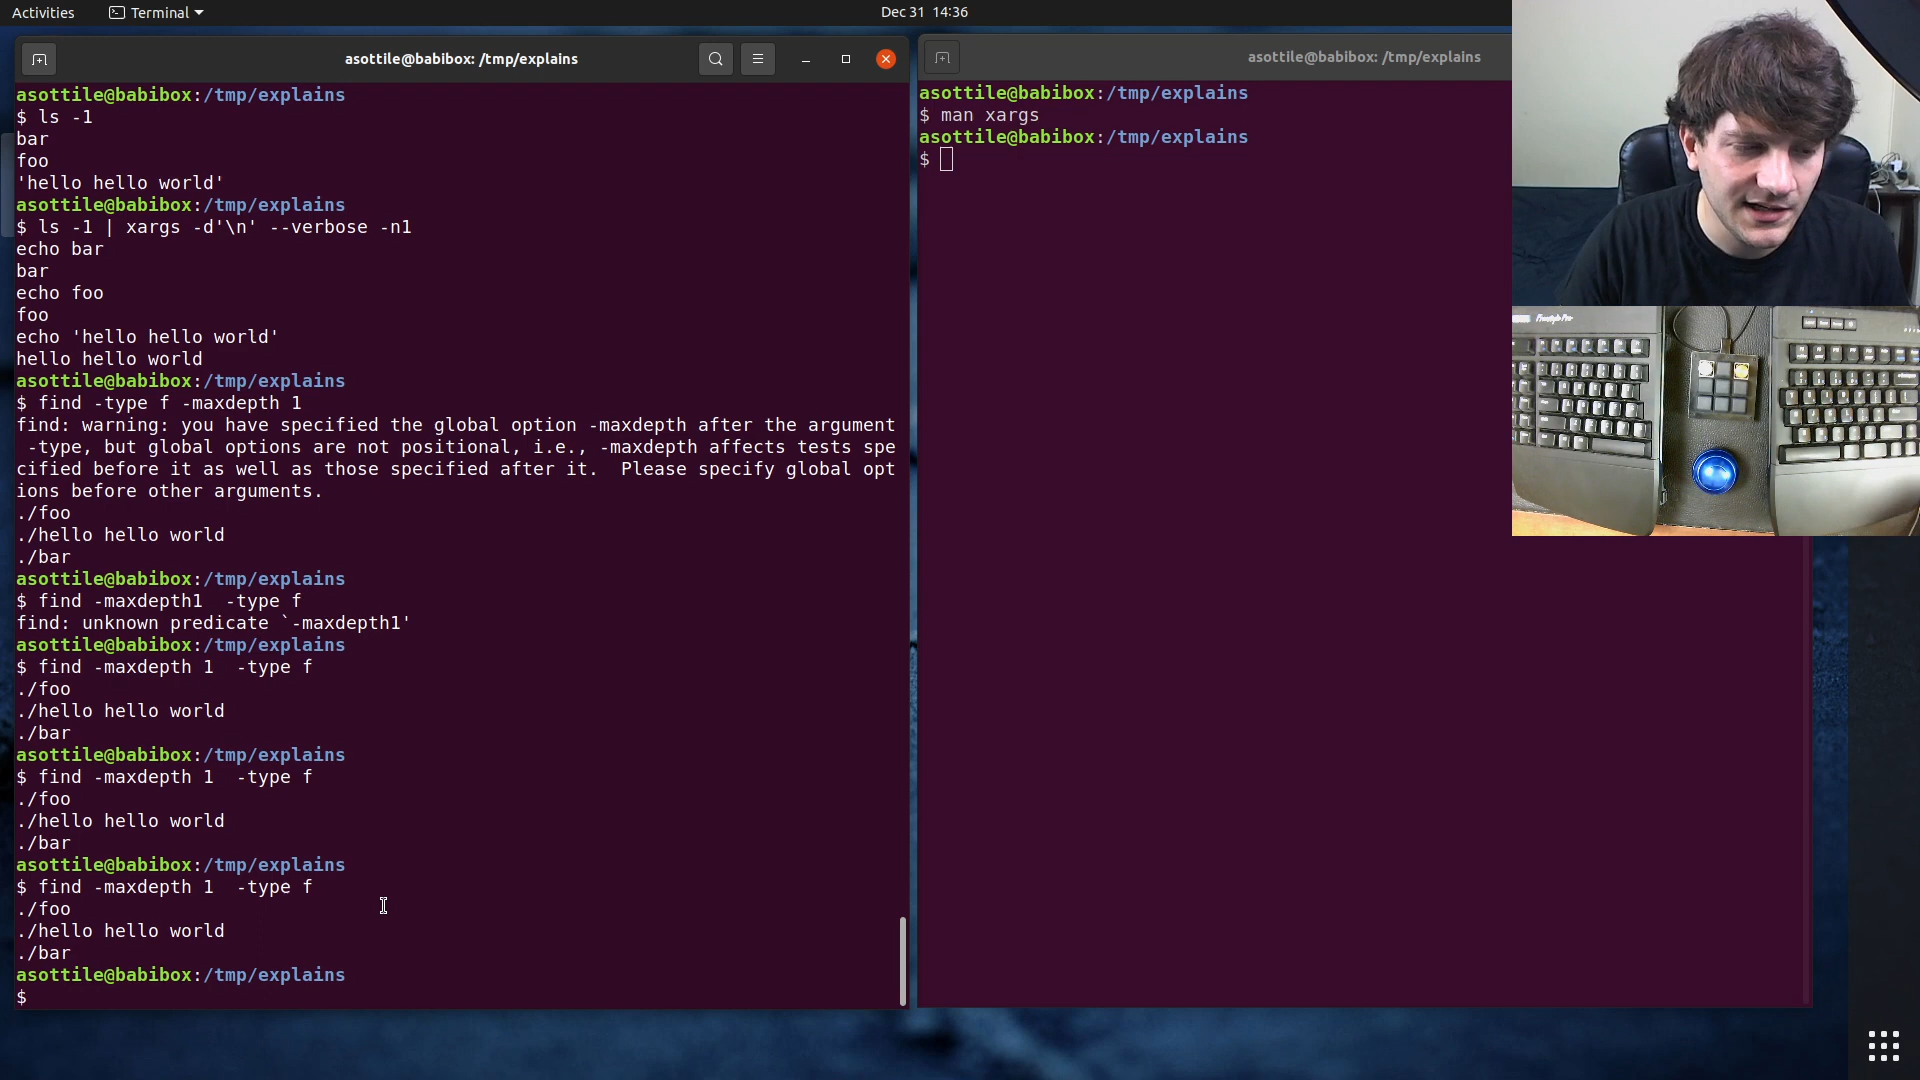 Activities
Terminal
Dec 31 14:36
asottile@babibox: /tmp/explains
asottile@babibox:/tmp/explains
$ ls -1
bar
foo
'hello hello world'
asottile@babibox:/tmp/explains
$ ls -1 | xargs -d'\n' --verbose -n1
echo bar
bar
echo foo
foo
echo 'hello hello world'
hello hello world
asottile@babibox:/tmp/explains
$ find -type f -maxdepth 1
find: warning: you have specified the global option -maxdepth after the argument
 -type, but global options are not positional, i.e., -maxdepth affects tests spe
cified before it as well as those specified after it.  Please specify global opt
ions before other arguments.
./foo
./hello hello world
./bar
asottile@babibox:/tmp/explains
$ find -maxdepth1  -type f
find: unknown predicate `-maxdepth1'
asottile@babibox:/tmp/explains
$ find -maxdepth 1  -type f
./foo
./hello hello world
./bar
asottile@babibox:/tmp/explains
$ find -maxdepth 1  -type f
./foo
./hello hello world
./bar
asottile@babibox:/tmp/explains
$ find -maxdepth 1  -type f
./foo
./hello hello world
./bar
asottile@babibox:/tmp/explains
$
asottile@babibox: /tmp/explains
asottile@babibox:/tmp/explains
$ man xargs
asottile@babibox:/tmp/explains
$
Freestyle Pro